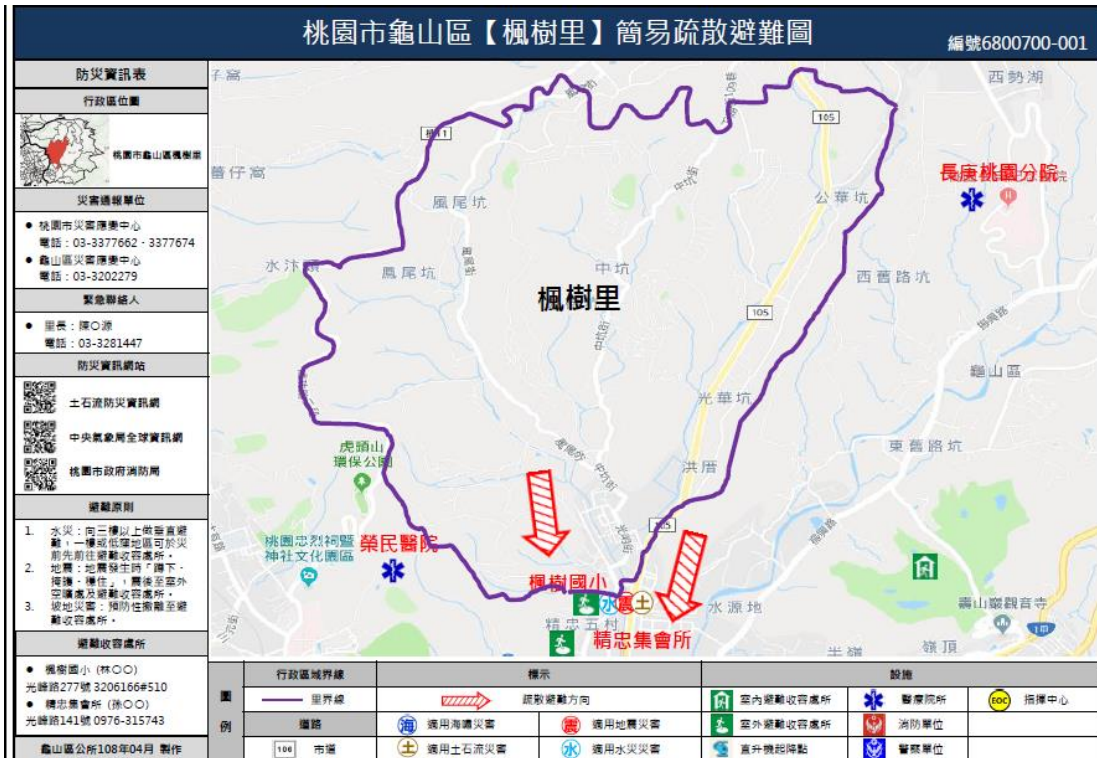 桃園市龜山區【楓樹里】簡易疏散避難圖
編號6800700-001
防災資訊表
行政區位圖
桃園市龜山區楓樹里
災害通報單位
● 桃園市災害應變中心
電話：03-3377662、3377674
● 龜山區災害應變中心
電話：03-3202279
緊急聯絡人
● 里長：陳○源
電話：03-3281447
防災資訊網站
土石流防災資訊網
中央氣象局全球資訊網
桃園市政府消防局
避難原則
1. 水災：向三樓以上做垂直避
難，一樓或低窪地區可於災
前先前往避難收容處所。
2. 地震：地震發生時「蹲下、
掩護、穩住」，震後至室外
空曠處及避難收容處所。
3. 坡地災害：預防性撤離至避
難收容處所。
避難收容處所
● 楓樹國小 (林○○)
光峰路277號 3206166#510
● 精忠集會所 (孫○○)
光峰路141號 0976-315743
龜山區公所108年04月 製作
子窩
西勢湖
105
長庚桃園分院
蕃仔窩
風尾坑
中坑街
公華坑
水汴頭
鳳尾坑
中坑
西舊路坑
楓樹里
105
中坑街
龜山區
光華坑
東舊路坑
虎頭山
環保公園
洪厝
中坑街
105
桃園忠烈祠暨
神社文化園區
榮民醫院
楓樹國小
水 震 土
水源地
精忠五村
精忠集會所
壽山巖觀音寺
嶺頂
1甲
圖例
行政區域界線
標示
設施
里界線
疏散避難方向
室內避難收容處所
醫療院所
EOC 指揮中心
道路
海 適用海嘯災害
震 適用地震災害
室外避難收容處所
消防單位
106 市道
土 適用土石流災害
水 適用水災災害
直升機起降點
警察單位